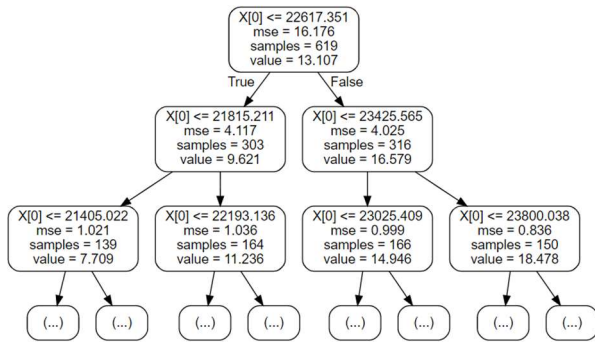 X[0] <= 22617.351
mse = 16.176
samples = 619
value = 13.107
True
False
X[0] <= 21815.211
mse = 4.117
samples = 303
value = 9.621
X[0] <= 23425.565
mse = 4.025
samples = 316
value = 16.579
X[0] <= 21405.022
mse = 1.021
samples = 139
value = 7.709
X[0] <= 22193.136
mse = 1.036
samples = 164
value = 11.236
X[0] <= 23025.409
mse = 0.999
samples = 166
value = 14.946
X[0] <= 23800.038
mse = 0.836
samples = 150
value = 18.478
(...)
(...)
(...)
(...)
(...)
(...)
(...)
(...)